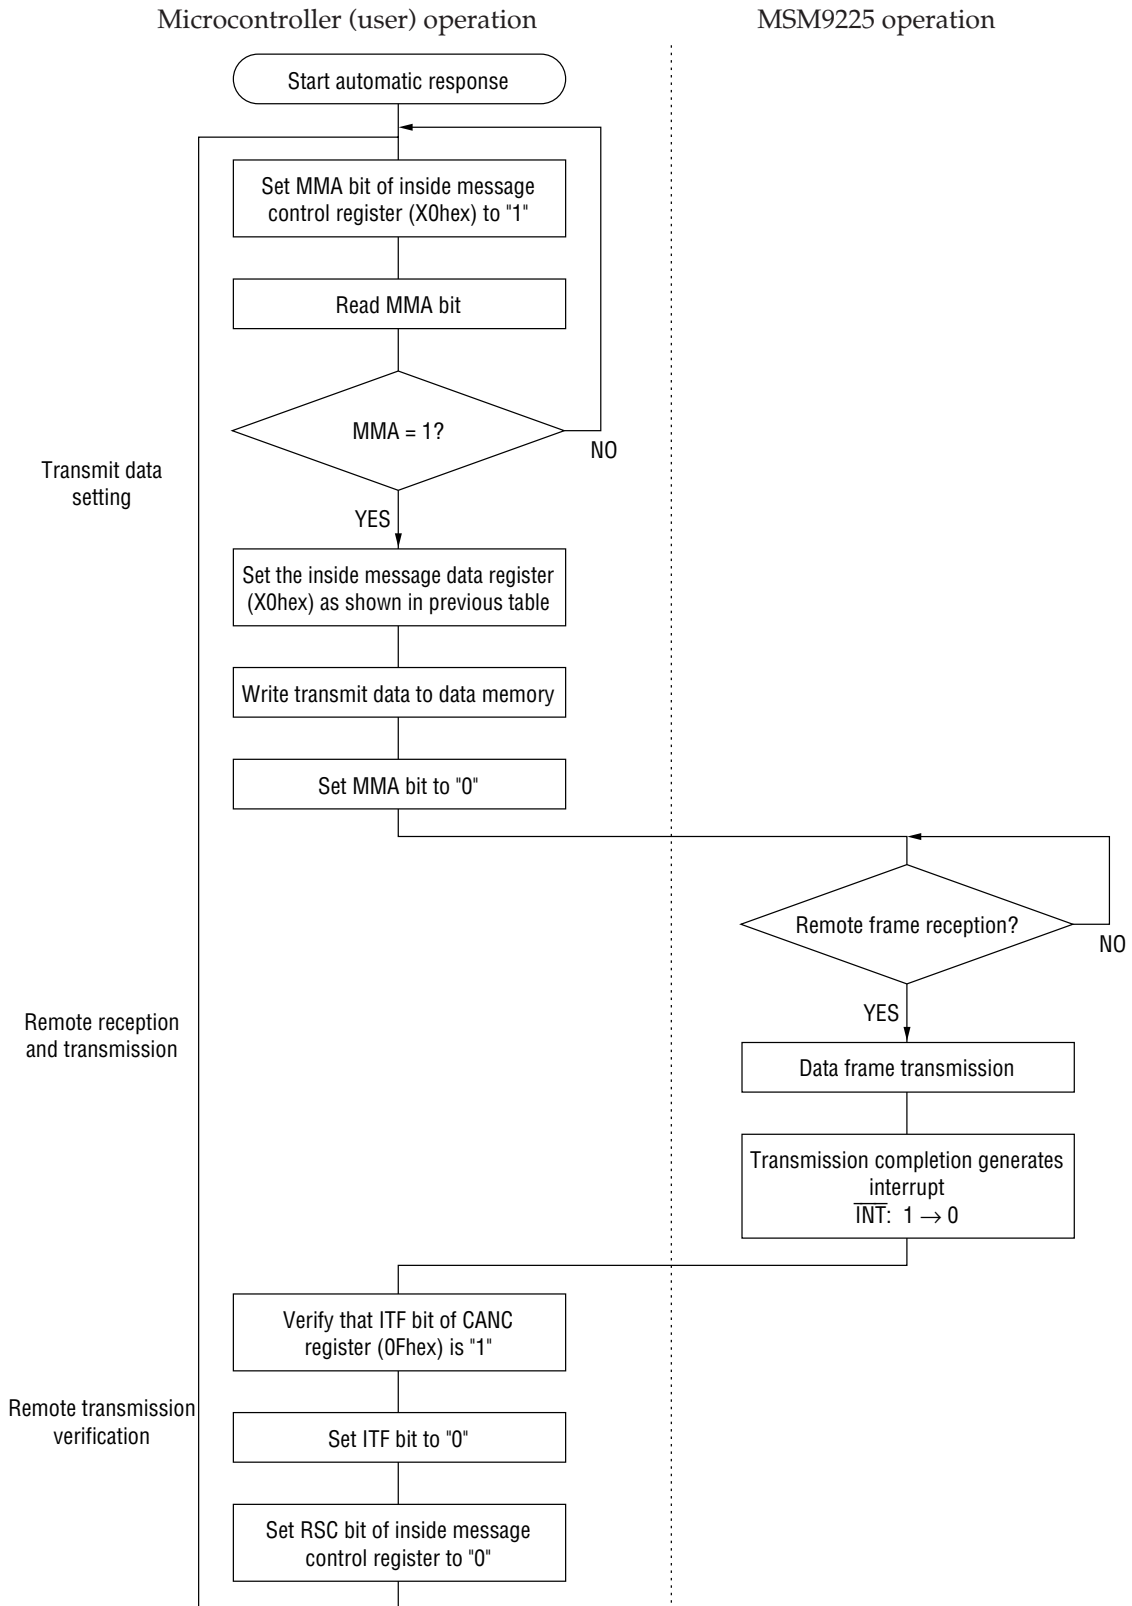 Microcontroller (user) operation
MSM9225 operation
Start automatic response
Set MMA bit of inside message
control register (X0hex) to "1"
Read MMA bit
MMA = 1?
NO
Transmit data
setting
YES
Set the inside message data register
(X0hex) as shown in previous table
Write transmit data to data memory
Set MMA bit to "0"
Remote frame reception?
NO
YES
Remote reception
and transmission
Data frame transmission
Transmission completion generates
interrupt
I̅N̅T̅: 1 → 0
Verify that ITF bit of CANC
register (0Fhex) is "1"
Remote transmission
verification
Set ITF bit to "0"
Set RSC bit of inside message
control register to "0"